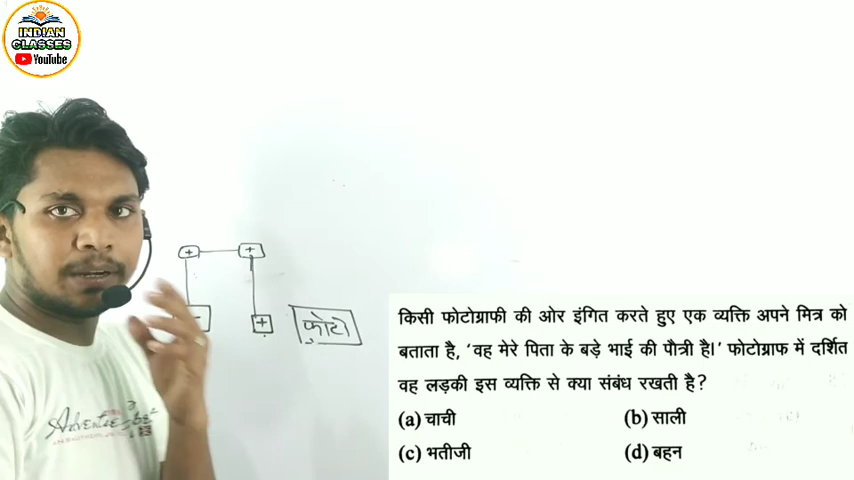 INDIAN
CLASSES
YouTube
फोटो
किसी फोटोग्राफी की ओर इंगित करते हुए एक व्यक्ति अपने मित्र को
बताता है, ‘वह मेरे पिता के बड़े भाई की पौत्री है।’ फोटोग्राफ में दर्शित
वह लड़की इस व्यक्ति से क्या संबंध रखती है?
(a) चाची
(b) साली
(c) भतीजी
(d) बहन